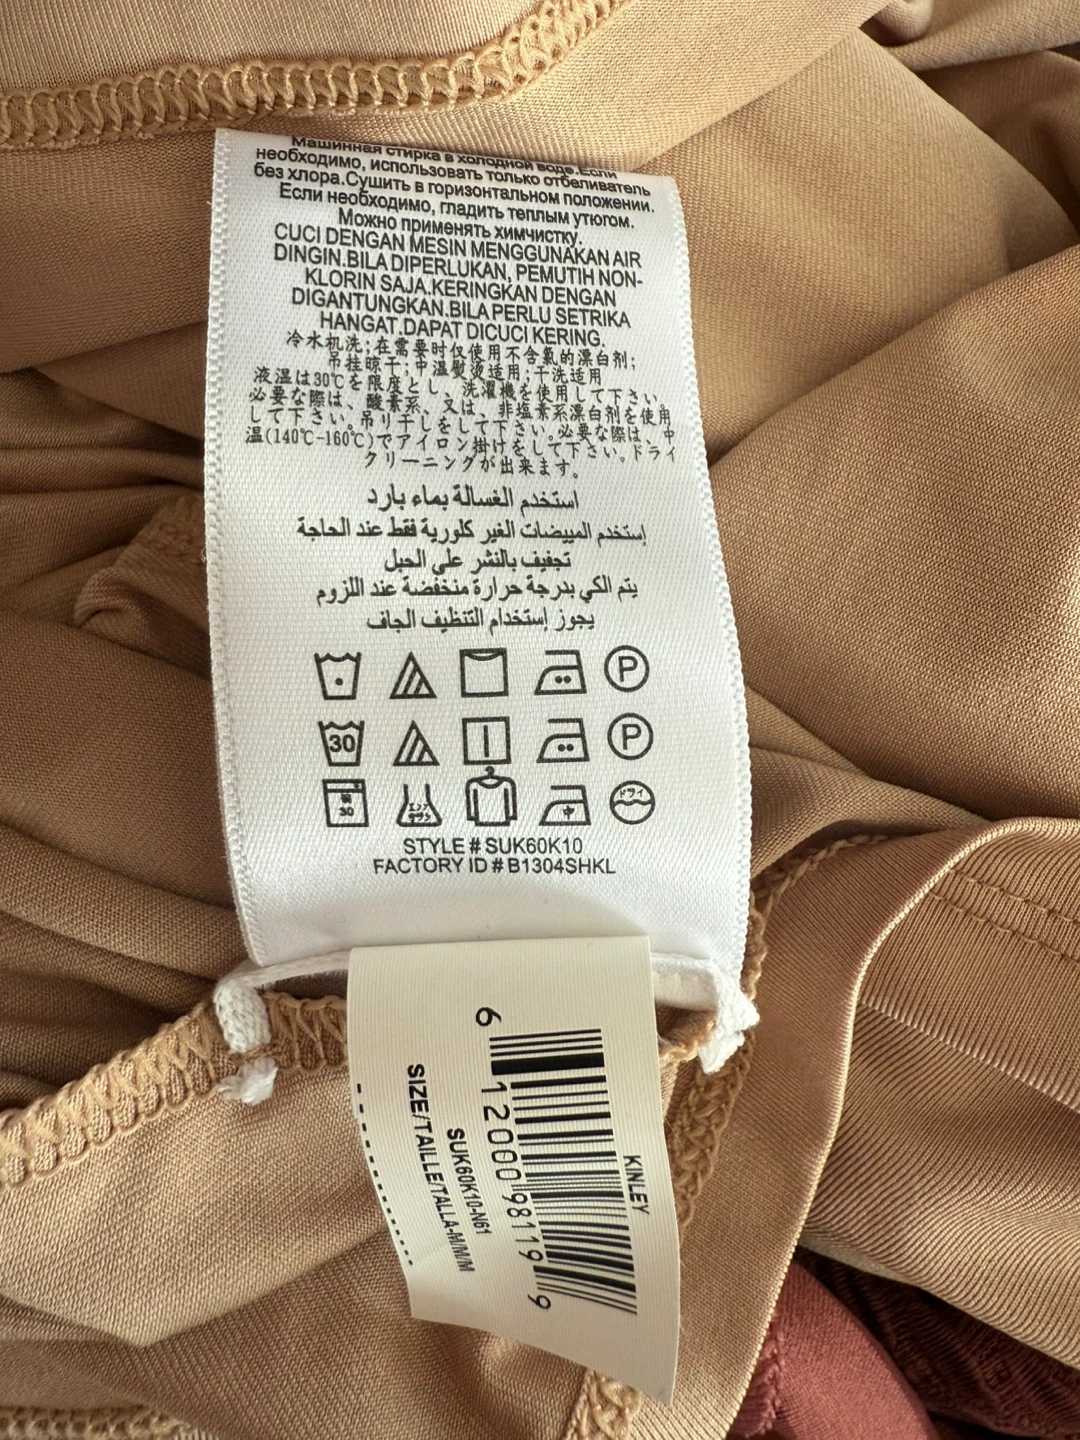 Машинная стирка в холодной воде.Если
необходимо, использовать только отбеливатель
без хлора.Сушить в горизонтальном положении.
Если необходимо, гладить теплым утюгом.
Можно применять химчистку.
CUCI DENGAN MESIN MENGGUNAKAN AIR
DINGIN.BILA DIPERLUKAN, PEMUTIH NON-
KLORIN SAJA.KERINGKAN DENGAN
DIGANTUNGKAN.BILA PERLU SETRIKA
HANGAT.DAPAT DICUCI KERING.
冷水机洗;在需要时仅使用不含氯的漂白剂;
吊挂晾干;中温熨烫适用;干洗适用
液温は30℃を限度とし、洗濯機を使用して下さい。
必要な際は、酸素系、又は、非塩素系漂白剤を使用
して下さい。吊り干しをして下さい。必要な際は、中
温(140℃-160℃)でアイロン掛けをして下さい。ドライ
クリーニングが出来ます。
استخدم الغسالة بماء بارد
إستخدم المبيضات الغير كلورية فقط عند الحاجة
تجفيف بالنشر على الحبل
يتم الكي بدرجة حرارة منخفضة عند اللزوم
يجوز إستخدام التنظيف الجاف
P
30 P
30 エンソ サラシ 中 ドライ
STYLE # SUK60K10
FACTORY ID # B1304SHKL
KINLEY
6 12000 98119 9
SUK60K10-N61
SIZE/TAILLE/TALLA-M/M/M